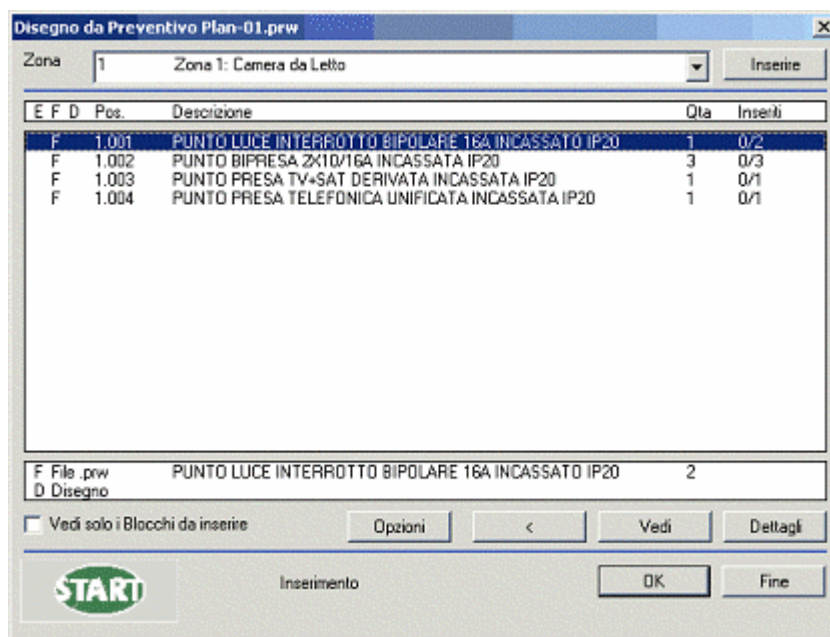 Disegno da Preventivo Plan-01.prw
Zona 1 Zona 1: Camera da Letto Inserire
E F D Pos. Descrizione Qta Inseriti
F 1.001 PUNTO LUCE INTERROTTO BIPOLARE 16A INCASSATO IP20 1 0/2
F 1.002 PUNTO BIPRESA 2X10/16A INCASSATA IP20 3 0/3
F 1.003 PUNTO PRESA TV+SAT DERIVATA INCASSATA IP20 1 0/1
F 1.004 PUNTO PRESA TELEFONICA UNIFICATA INCASSATA IP20 1 0/1
F File .prw PUNTO LUCE INTERROTTO BIPOLARE 16A INCASSATO IP20 2
D Disegno
Vedi solo i Blocchi da inserire Opzioni < Vedi Dettagli
START Inserimento OK Fine